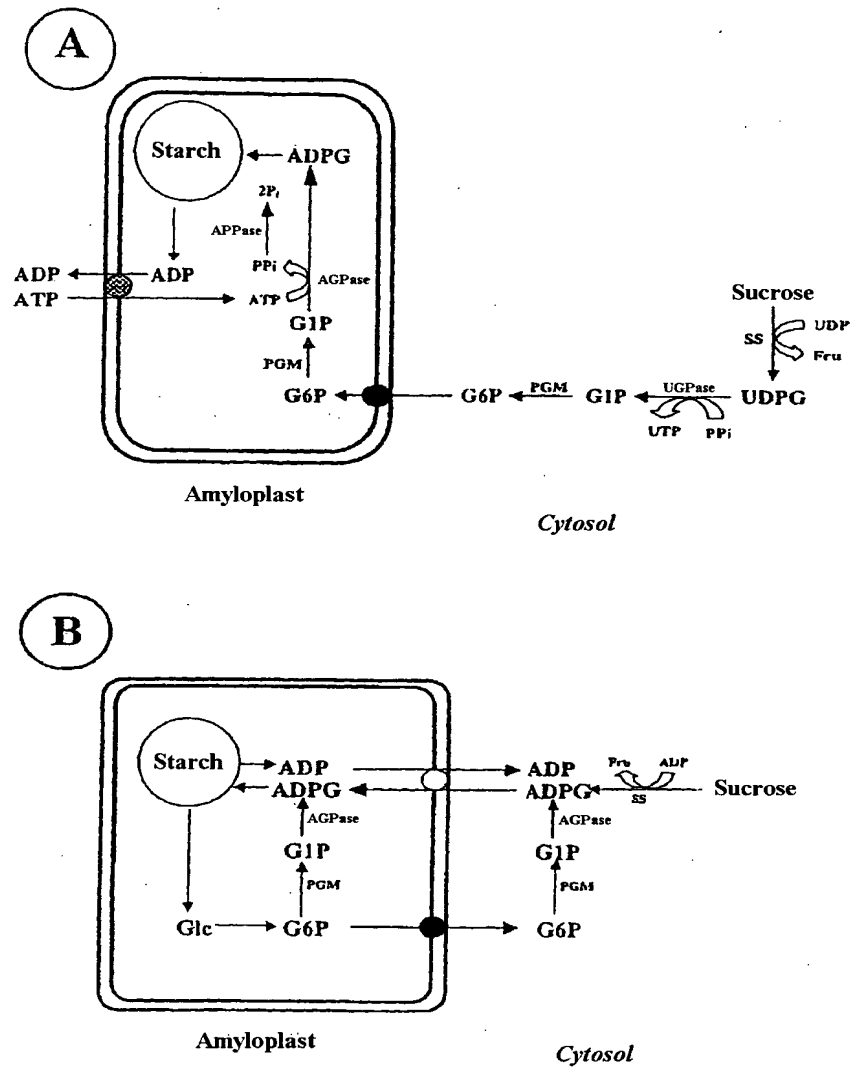 A
Starch
ADPG
2Pi
APPase
ADP
ADP
PPi
AGPase
ATP
ATP
G1P
PGM
G6P
G6P
PGM
G1P
UGPase
UTP
PPi
UDPG
Sucrose
SS
UDP
Fru
Amyloplast
Cytosol
B
Starch
ADP
ADP
Fru
ADP
ADPG
ADPG
SS
Sucrose
AGPase
AGPase
G1P
G1P
PGM
PGM
Glc
G6P
G6P
Amyloplast
Cytosol